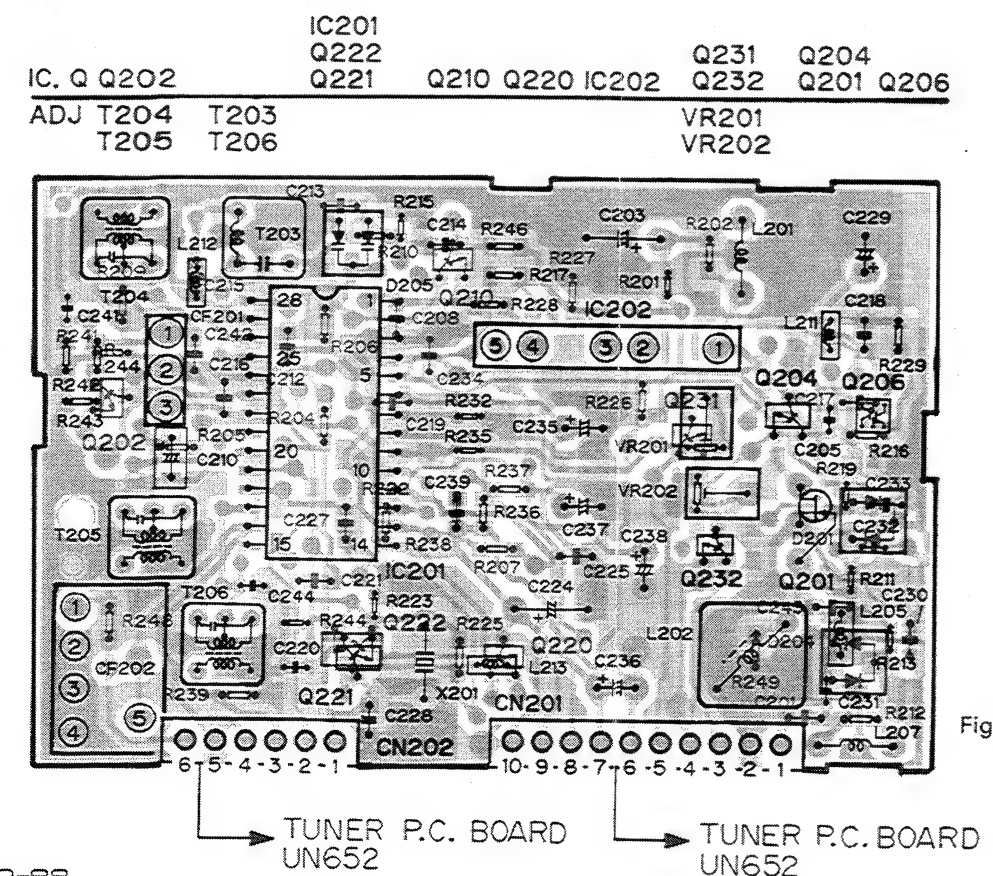 IC201
Q222 Q231 Q204
IC. Q Q202 Q221 Q210 Q220 IC202 Q232 Q201 Q206
ADJ T204 T203 VR201
T205 T206 VR202
C213
R215
C214 R246
C203
R202 L201
C229
L212
T203
R210
R227
R209
C215
D205
R217
R201
T204
Q210
R228
IC202
C241
CF201
28 1
C208
L211
C218
R241
1
C242
R206
5 4 3 2 1
R229
25
C216
5
C234
Q204 Q206
2
C212
R242
R243
3
R204
C219
R232
R226
Q231
C217
Q202
R205
C235
VR201
C205
R216
C210
20
R235
R219
10
C239
R237
VR202
C233
T205
R236
C237
C238
C232
C227
D201
15 14
R238
R207
C225
Q232
Q201
R211
IC201
C221
C230
T206
C244
C224
L205
1
R248
R223
Q222
R225
Q220
L202
D204
2
R244
R213
CF202
C220
L213
C236
R249
3
R239
Q221
X201
CN201
C201
C231
R212
4 5
C228
L207
Fig
CN202
6-5-4-3-2-1
10-9-8-7-6-5-4-3-2-1
TUNER P.C. BOARD
UN652
TUNER P.C. BOARD
UN652